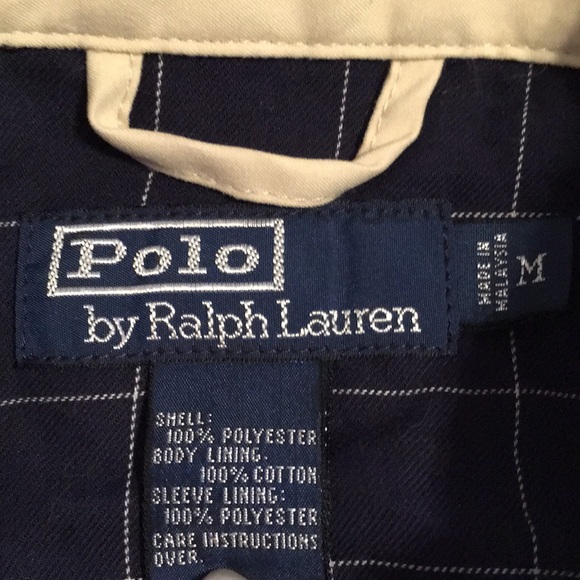 Polo
by Ralph Lauren
MADE IN
MALAYSIA
M
SHELL:
100% POLYESTER
BODY LINING:
100% COTTON
SLEEVE LINING:
100% POLYESTER
CARE INSTRUCTIONS
OVER.